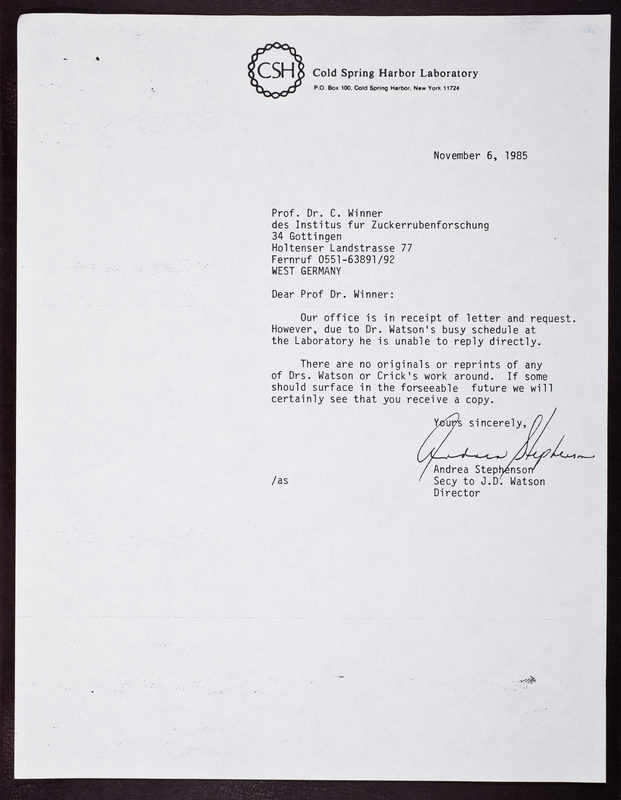 CSH
Cold Spring Harbor Laboratory
P.O. Box 100, Cold Spring Harbor, New York 11724
November 6, 1985
Prof. Dr. C. Winner
des Institus fur Zuckerrubenforschung
34 Gottingen
Holtenser Landstrasse 77
Fernruf 0551-63891/92
WEST GERMANY
Dear Prof Dr. Winner:
Our office is in receipt of letter and request.
However, due to Dr. Watson's busy schedule at
the Laboratory he is unable to reply directly.
There are no originals or reprints of any
of Drs. Watson or Crick's work around. If some
should surface in the forseeable future we will
certainly see that you receive a copy.
Yours sincerely,
Andrea Stephenson
Andrea Stephenson
/as
Secy to J.D. Watson
Director